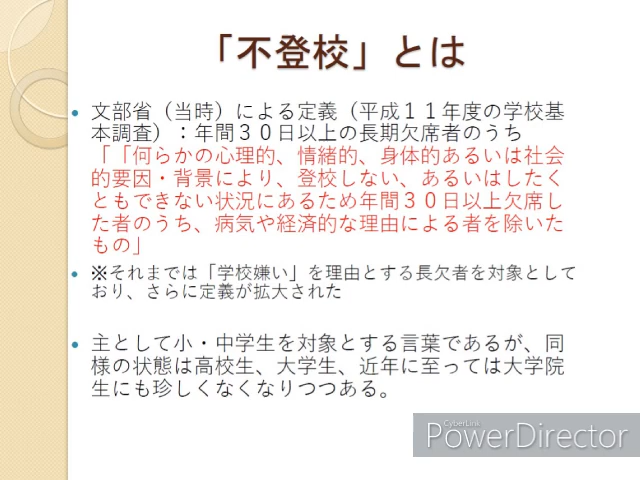 「不登校」とは
文部省（当時）による定義（平成１１年度の学校基
本調査）：年間３０日以上の長期欠席者のうち
「「何らかの心理的、情緒的、身体的あるいは社会
的要因・背景により、登校しない、あるいはしたく
ともできない状況にあるため年間３０日以上欠席し
た者のうち、病気や経済的な理由による者を除いた
もの」
※それまでは「学校嫌い」を理由とする長欠者を対象として
おり、さらに定義が拡大された
主として小・中学生を対象とする言葉であるが、同
様の状態は高校生、大学生、近年に至っては大学院
生にも珍しくなくなりつつある。
CyberLink
PowerDirector